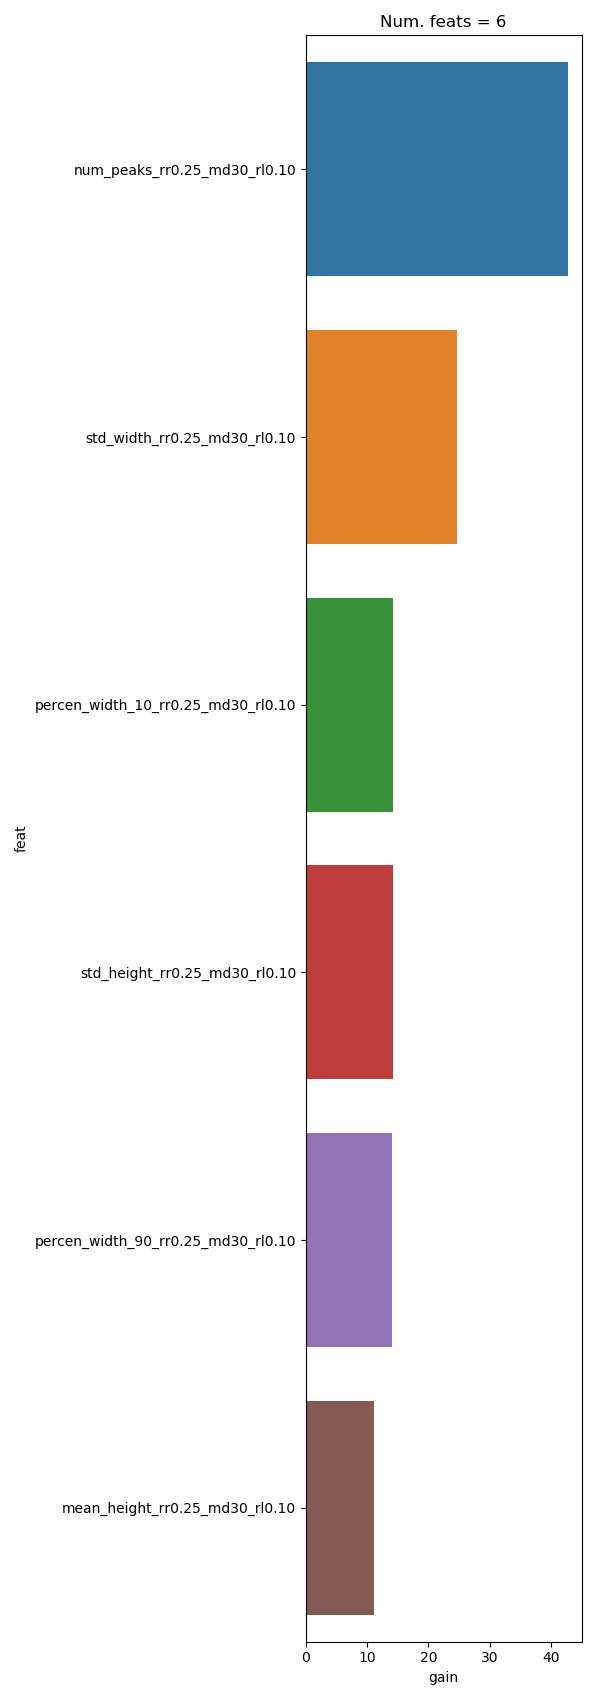 Num. feats = 6
num_peaks_rr0.25_md30_rl0.10
std_width_rr0.25_md30_rl0.10
percen_width_10_rr0.25_md30_rl0.10
feat
std_height_rr0.25_md30_rl0.10
percen_width_90_rr0.25_md30_rl0.10
mean_height_rr0.25_md30_rl0.10
0 10 20 30 40
gain